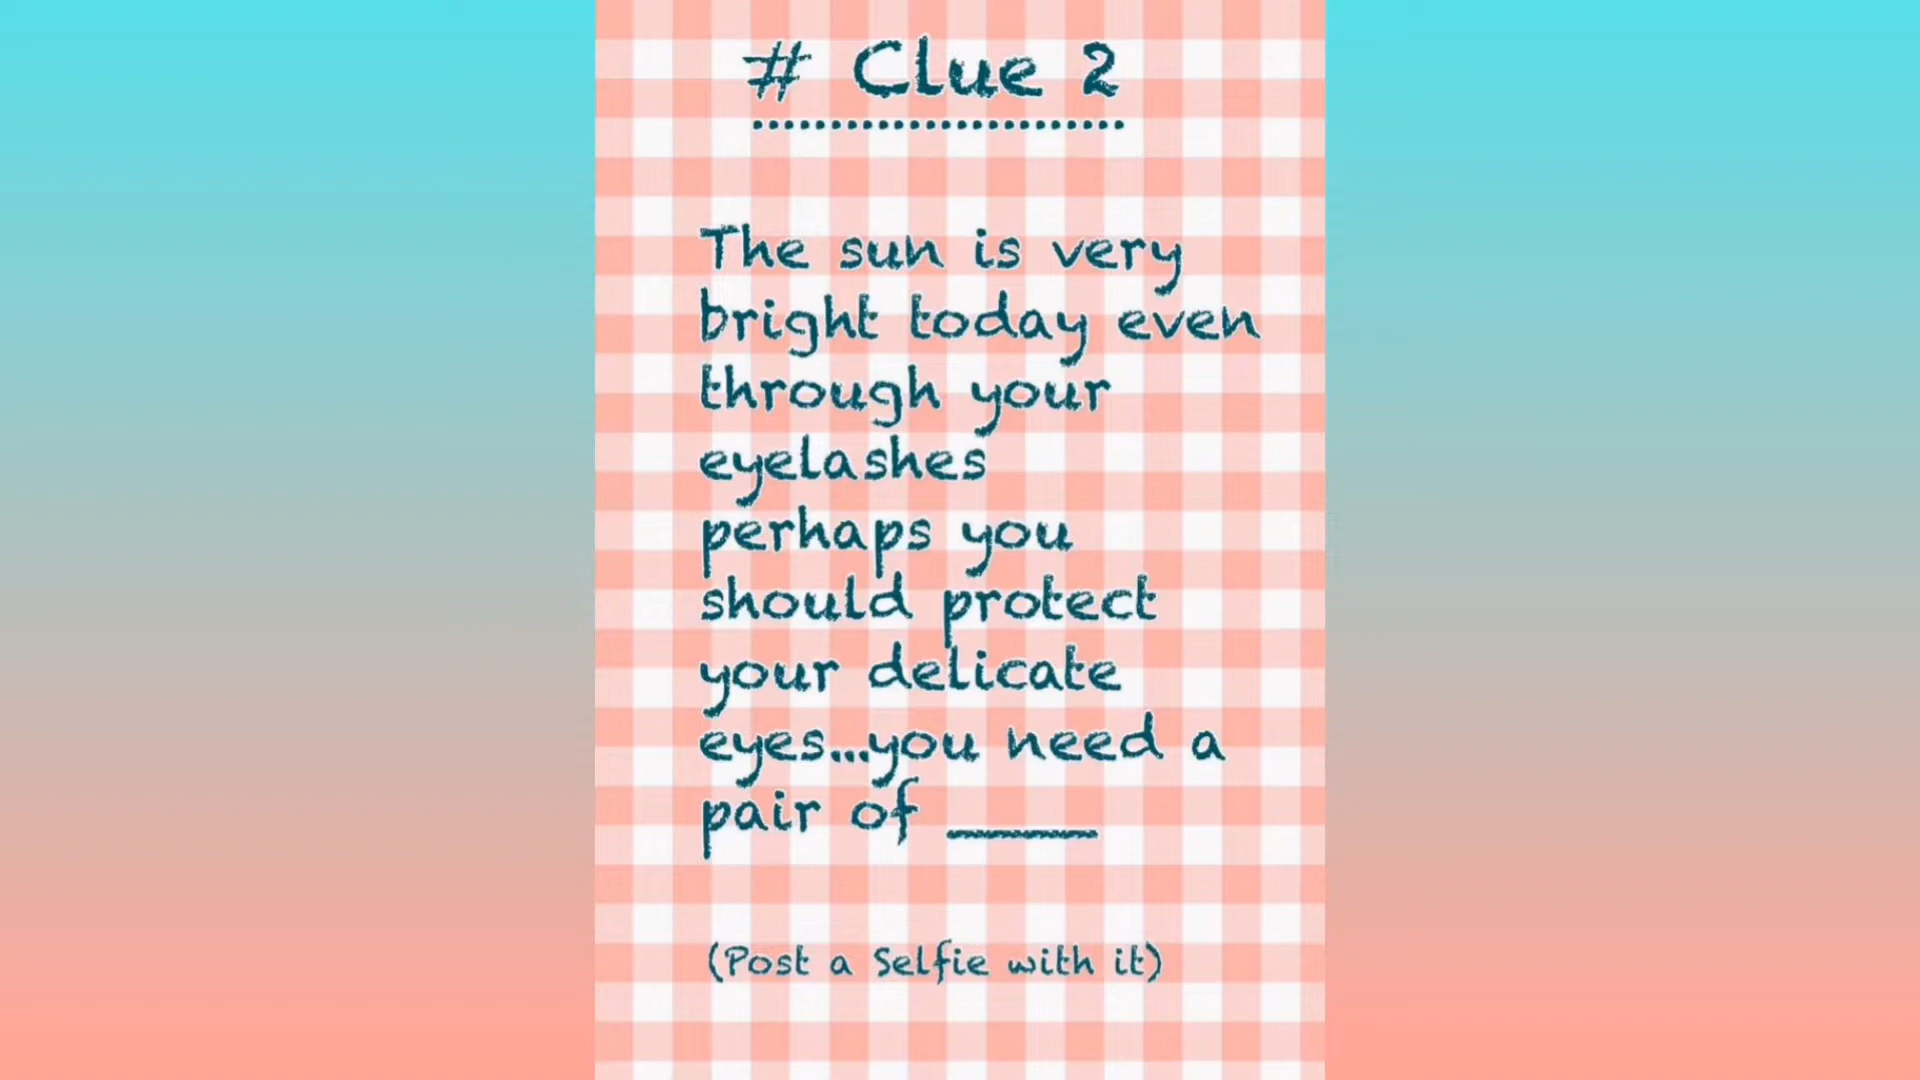 # Clue 2
The sun is very
bright today even
through your
eyelashes
perhaps you
should protect
your delicate
eyes...you need a
pair of _____
(Post a Selfie with it)